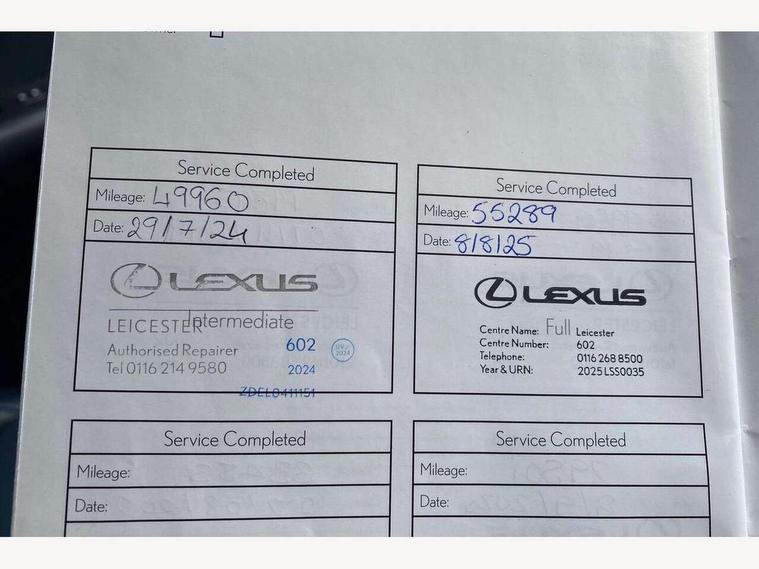 Service Completed
Mileage: 49960
Date: 29/7/24
LEXUS
LEICESTER Intermediate
Authorised Repairer 602
Tel 0116 214 9580 2024
ZDEL0411151
Service Completed
Mileage: 55289
Date: 8/8/25
LEXUS
Centre Name: Full Leicester
Centre Number: 602
Telephone: 0116 268 8500
Year & URN: 2025 LSS0035
Service Completed
Mileage:
Date:
Service Completed
Mileage:
Date: